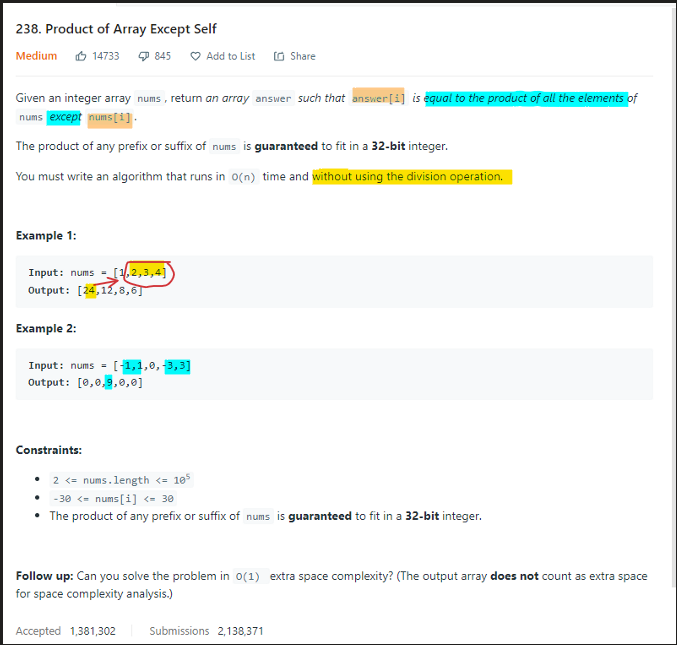 238. Product of Array Except Self
Medium 14733 845 Add to List Share
Given an integer array nums, return an array answer such that answer[i] is equal to the product of all the elements of
nums except nums[i].
The product of any prefix or suffix of nums is guaranteed to fit in a 32-bit integer.
You must write an algorithm that runs in O(n) time and without using the division operation.
Example 1:
Input: nums = [1,2,3,4]
Output: [24,12,8,6]
Example 2:
Input: nums = [-1,1,0,-3,3]
Output: [0,0,9,0,0]
Constraints:
• 2 <= nums.length <= 10⁵
• -30 <= nums[i] <= 30
• The product of any prefix or suffix of nums is guaranteed to fit in a 32-bit integer.
Follow up: Can you solve the problem in O(1) extra space complexity? (The output array does not count as extra space
for space complexity analysis.)
Accepted 1,381,302 Submissions 2,138,371